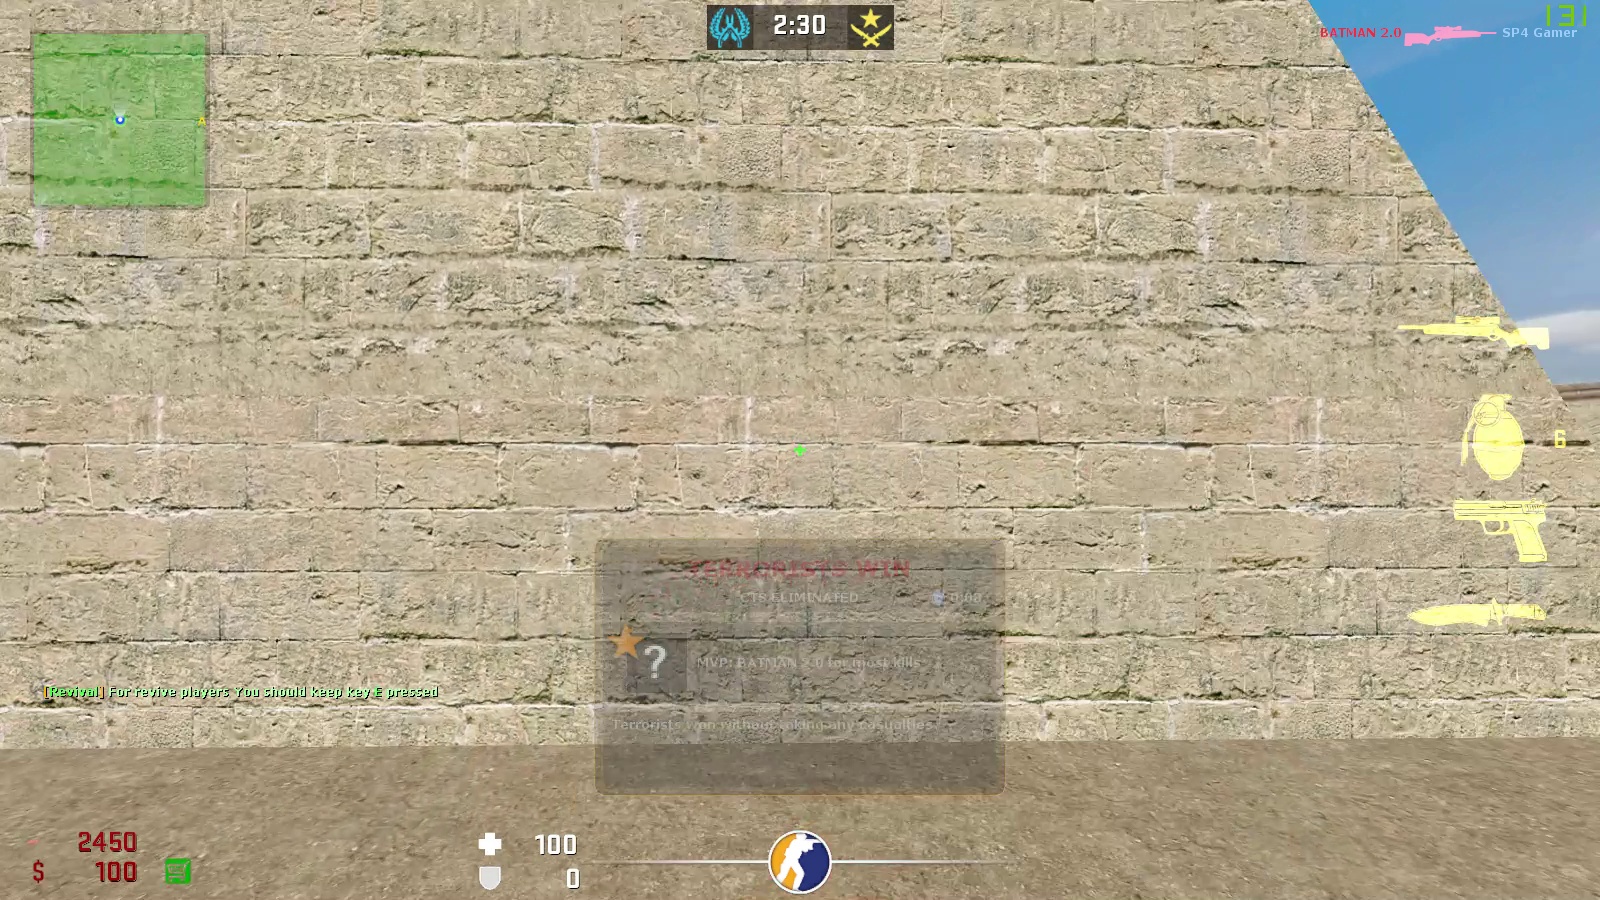 131
2:30
BATMAN 2.0 SP4 Gamer
6
TERRORISTS WIN
CTS ELIMINATED 0:00
?
MVP: BATMAN 2.0 for most kills
[Revival] For revive players You should keep key E pressed
Terrorists won without taking any casualties
2450
$ 100
100
0